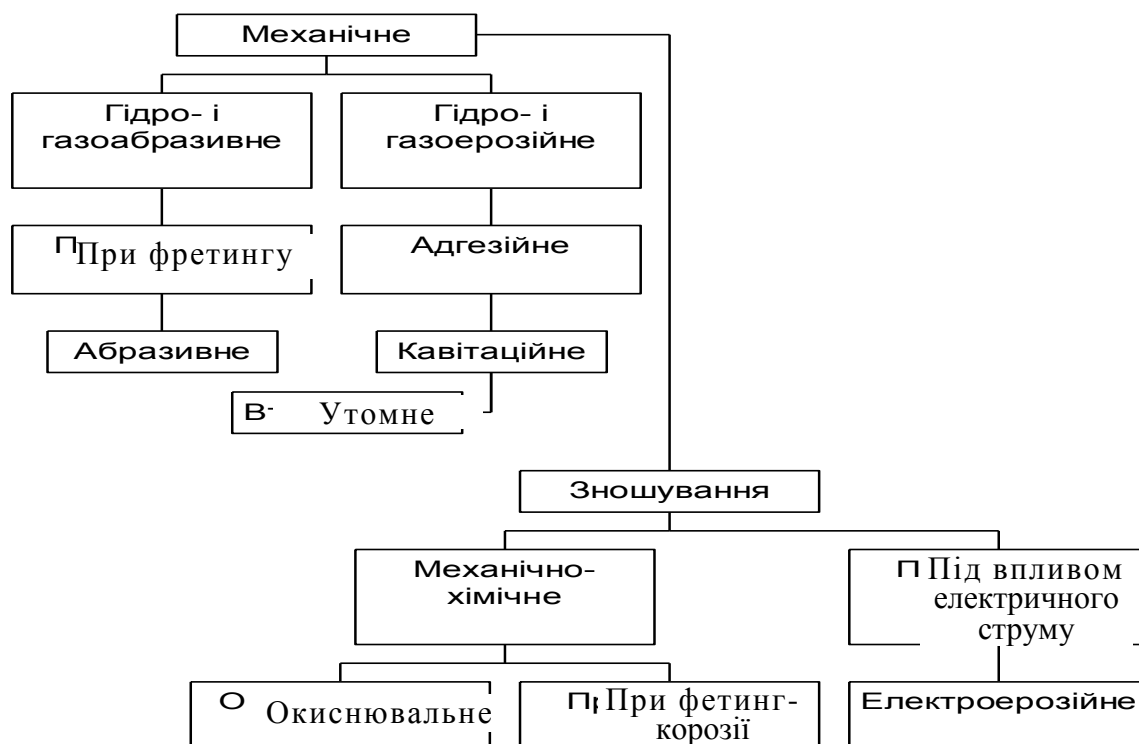 Механічне
Гідро- і
газоабразивне
Гідро- і
газоерозійне
При фретингу
Адгезійне
Абразивне
Кавітаційне
Утомне
Зношування
Механічно-
хімічне
Під впливом
електричного
струму
Окиснювальне
При фетинг-
корозії
Електроерозійне